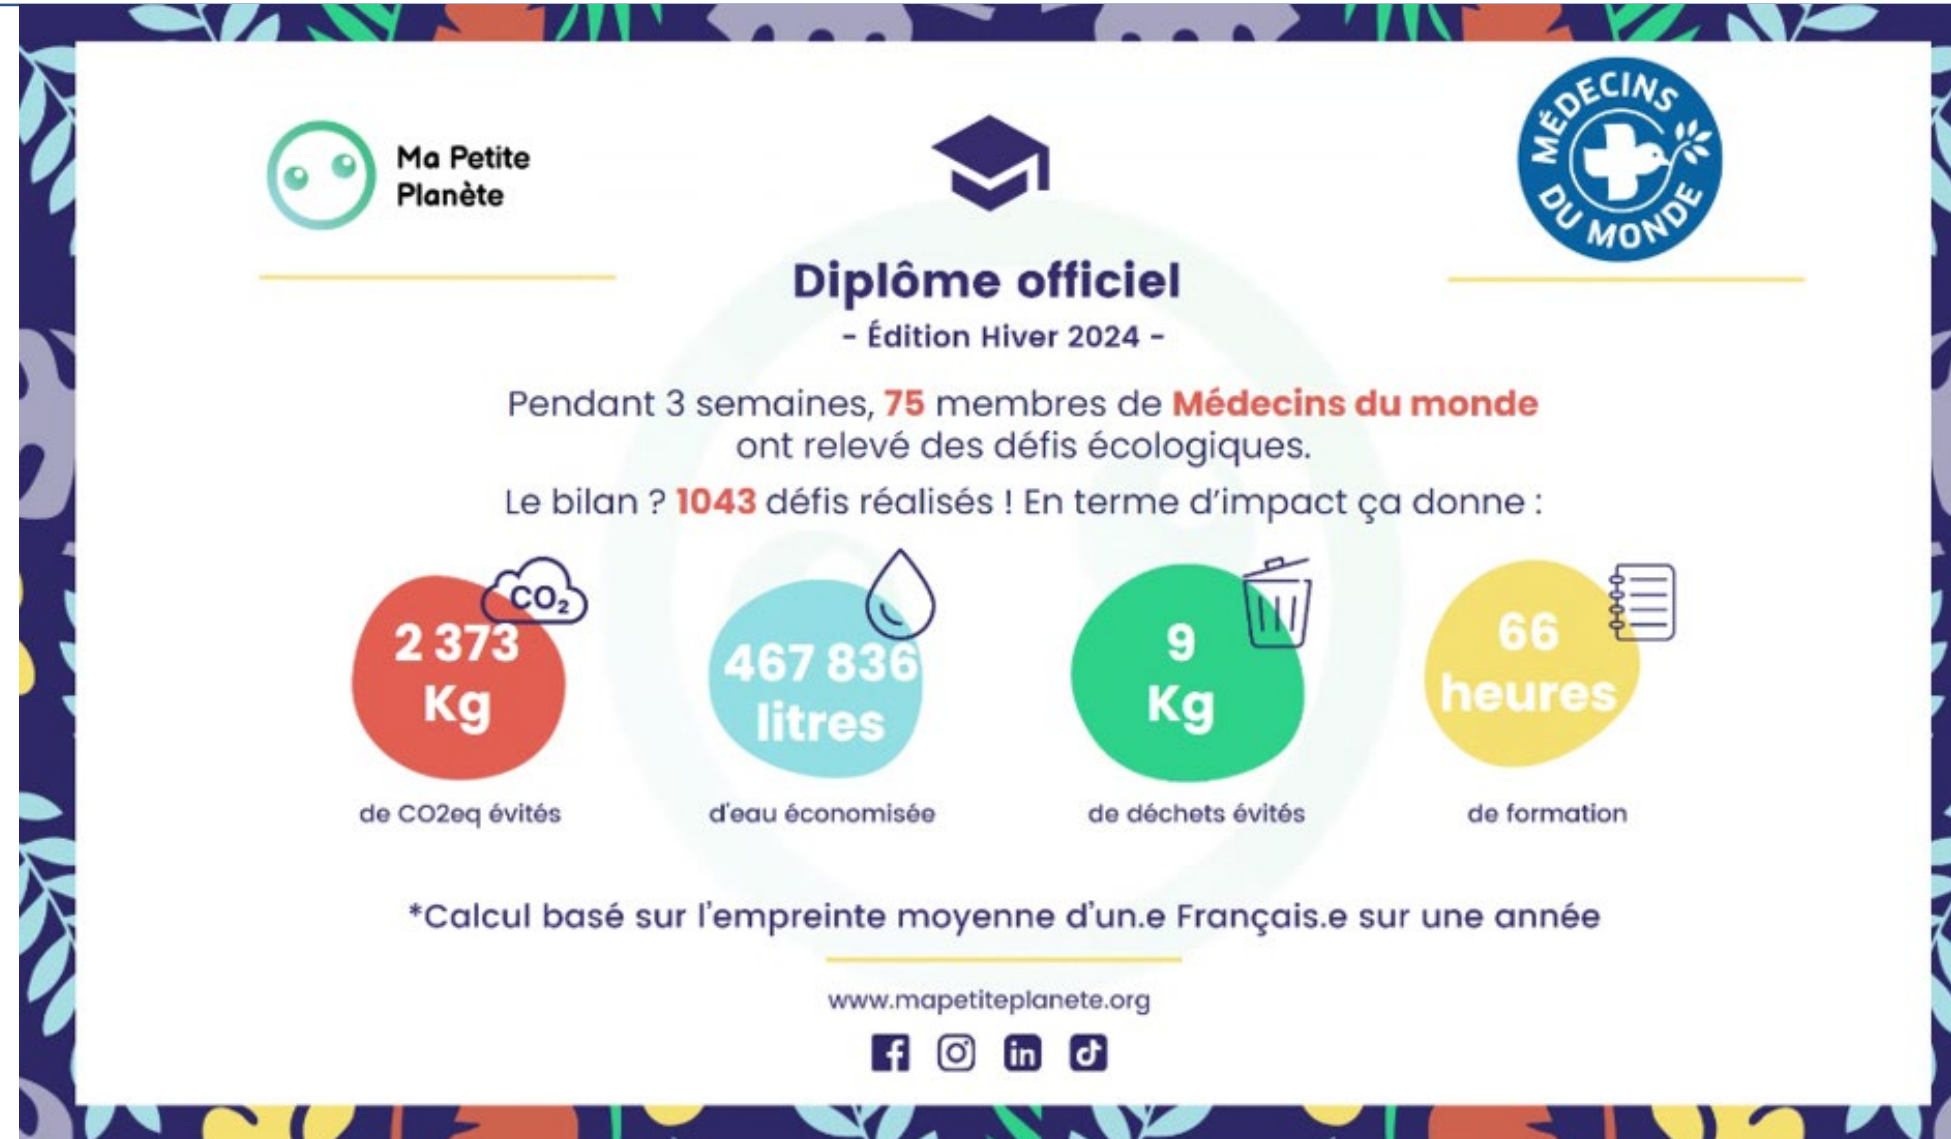 Ma Petite
Planète
MÉDECINS
DU MONDE
Diplôme officiel
- Édition Hiver 2024 -
Pendant 3 semaines, 75 membres de Médecins du monde
ont relevé des défis écologiques.
Le bilan ? 1043 défis réalisés ! En terme d'impact ça donne :
CO₂
2 373
Kg
de CO2eq évités
467 836
litres
d'eau économisée
9
Kg
de déchets évités
66
heures
de formation
*Calcul basé sur l'empreinte moyenne d'un.e Français.e sur une année
www.mapetiteplanete.org